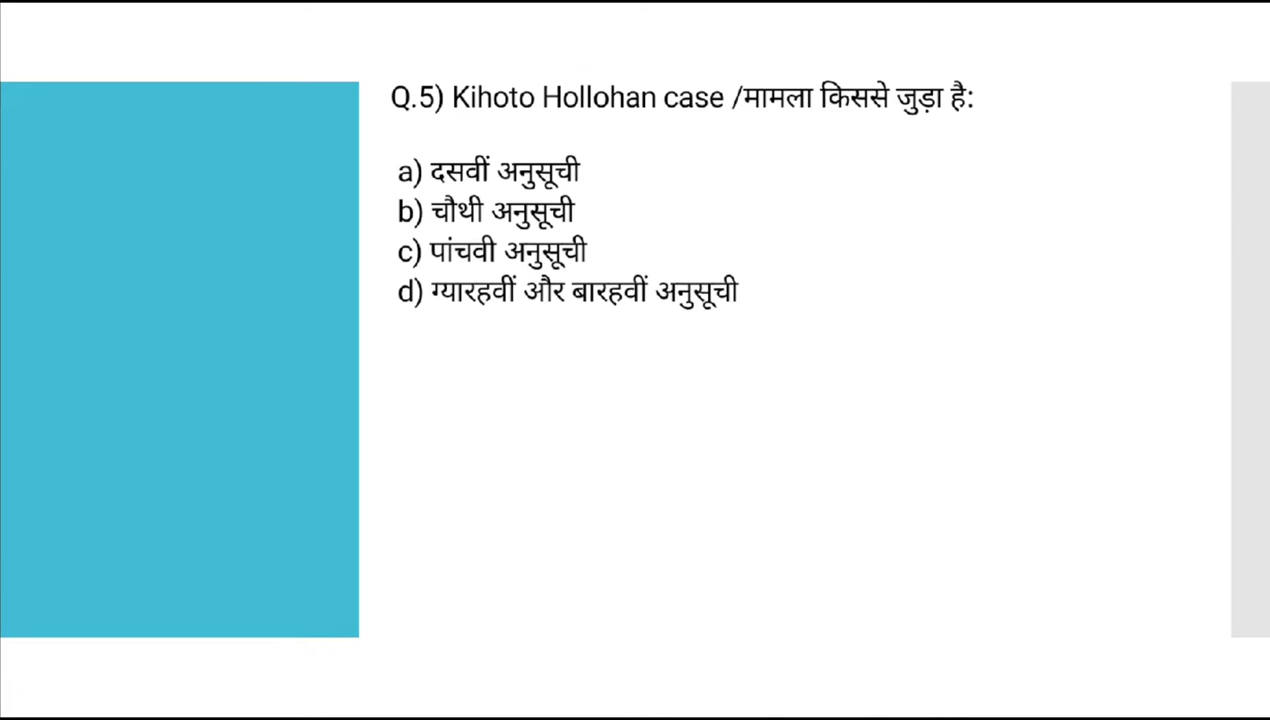 Q.5) Kihoto Hollohan case /मामला किससे जुड़ा है:
a) दसवीं अनुसूची
b) चौथी अनुसूची
c) पांचवी अनुसूची
d) ग्यारहवीं और बारहवीं अनुसूची